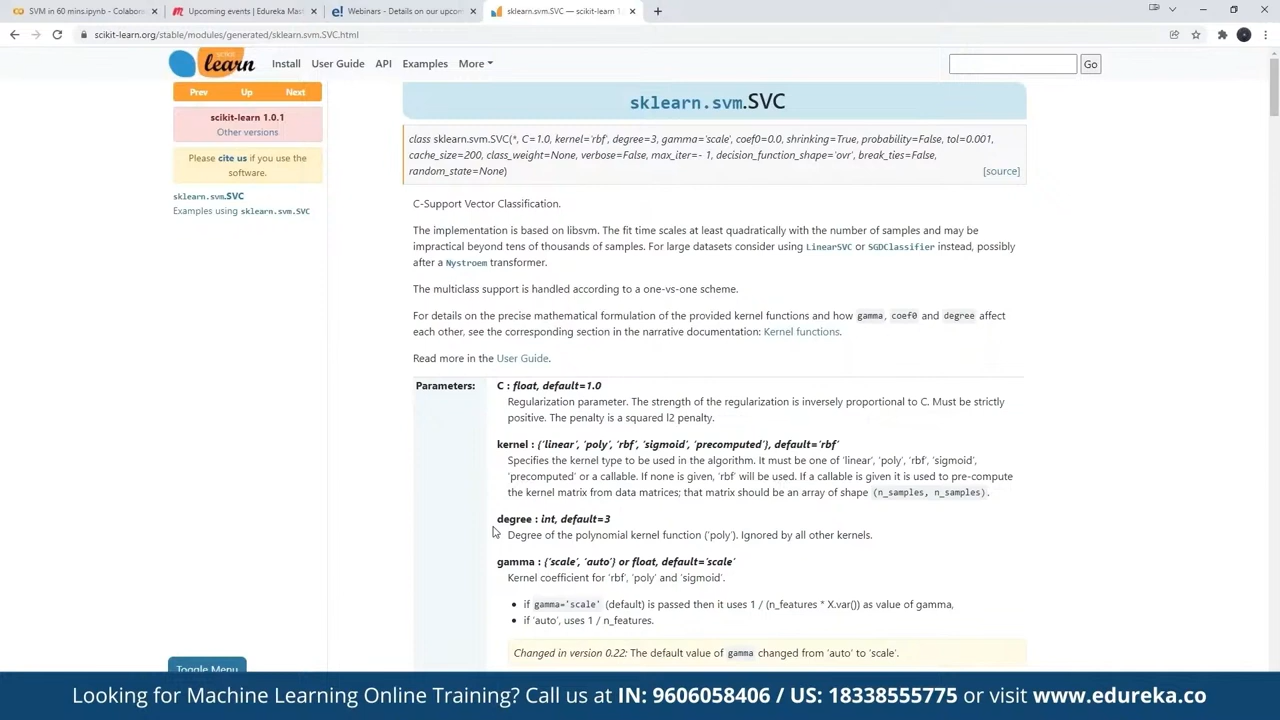 SVM in 60 mins.ipynb - Colabor
Upcoming events | Edureka Mas
Webinars - Details on our upcom
sklearn.svm.SVC — scikit-learn 1
scikit-learn.org/stable/modules/generated/sklearn.svm.SVC.html
scikit
learn
Install
User Guide
API
Examples
More
Go
Prev
Up
Next
scikit-learn 1.0.1
Other versions
Please cite us if you use the
software.
sklearn.svm.SVC
Examples using sklearn.svm.SVC
Toggle Menu
sklearn.svm.SVC
class sklearn.svm.SVC(*, C=1.0, kernel='rbf', degree=3, gamma='scale', coef0=0.0, shrinking=True, probability=False, tol=0.001,
cache_size=200, class_weight=None, verbose=False, max_iter=- 1, decision_function_shape='ovr', break_ties=False,
random_state=None)
[source]
C-Support Vector Classification.
The implementation is based on libsvm. The fit time scales at least quadratically with the number of samples and may be
impractical beyond tens of thousands of samples. For large datasets consider using LinearSVC or SGDClassifier instead, possibly
after a Nystroem transformer.
The multiclass support is handled according to a one-vs-one scheme.
For details on the precise mathematical formulation of the provided kernel functions and how gamma, coef0 and degree affect
each other, see the corresponding section in the narrative documentation: Kernel functions.
Read more in the User Guide.
Parameters:
C : float, default=1.0
Regularization parameter. The strength of the regularization is inversely proportional to C. Must be strictly
positive. The penalty is a squared l2 penalty.
kernel : {'linear', 'poly', 'rbf', 'sigmoid', 'precomputed'}, default='rbf'
Specifies the kernel type to be used in the algorithm. It must be one of 'linear', 'poly', 'rbf', 'sigmoid',
'precomputed' or a callable. If none is given, 'rbf' will be used. If a callable is given it is used to pre-compute
the kernel matrix from data matrices; that matrix should be an array of shape (n_samples, n_samples).
degree : int, default=3
Degree of the polynomial kernel function ('poly'). Ignored by all other kernels.
gamma : {'scale', 'auto'} or float, default='scale'
Kernel coefficient for 'rbf', 'poly' and 'sigmoid'.
• if gamma='scale' (default) is passed then it uses 1 / (n_features * X.var()) as value of gamma,
• if 'auto', uses 1 / n_features.
Changed in version 0.22: The default value of gamma changed from 'auto' to 'scale'.
Looking for Machine Learning Online Training? Call us at IN: 9606058406 / US: 18338555775 or visit www.edureka.co